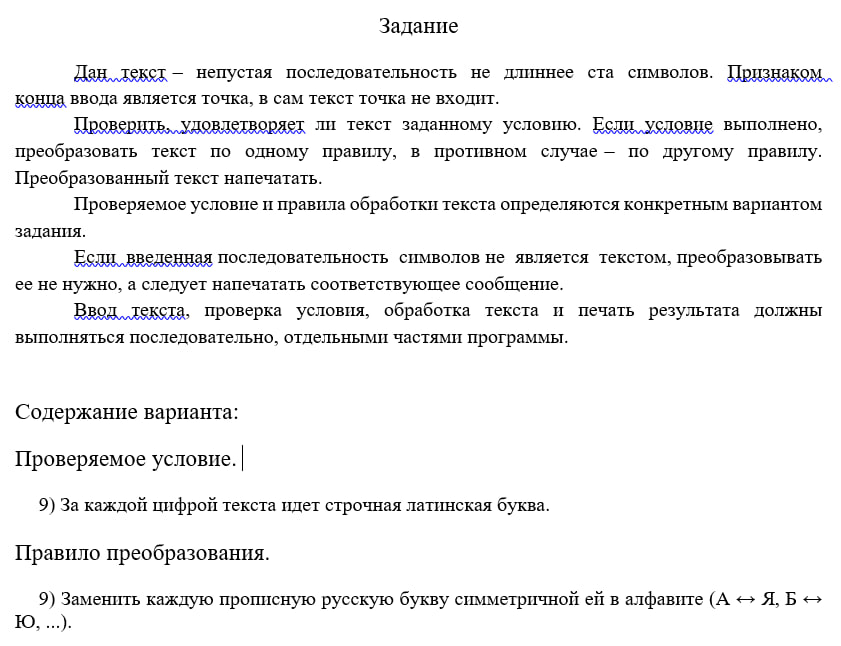 Задание
Дан текст – непустая последовательность не длиннее ста символов. Признаком
конца ввода является точка, в сам текст точка не входит.
Проверить, удовлетворяет ли текст заданному условию. Если условие выполнено,
преобразовать текст по одному правилу, в противном случае – по другому правилу.
Преобразованный текст напечатать.
Проверяемое условие и правила обработки текста определяются конкретным вариантом
задания.
Если введенная последовательность символов не является текстом, преобразовывать
ее не нужно, а следует напечатать соответствующее сообщение.
Ввод текста, проверка условия, обработка текста и печать результата должны
выполняться последовательно, отдельными частями программы.
Содержание варианта:
Проверяемое условие.
9) За каждой цифрой текста идет строчная латинская буква.
Правило преобразования.
9) Заменить каждую прописную русскую букву симметричной ей в алфавите (А ↔ Я, Б ↔
Ю, ...).